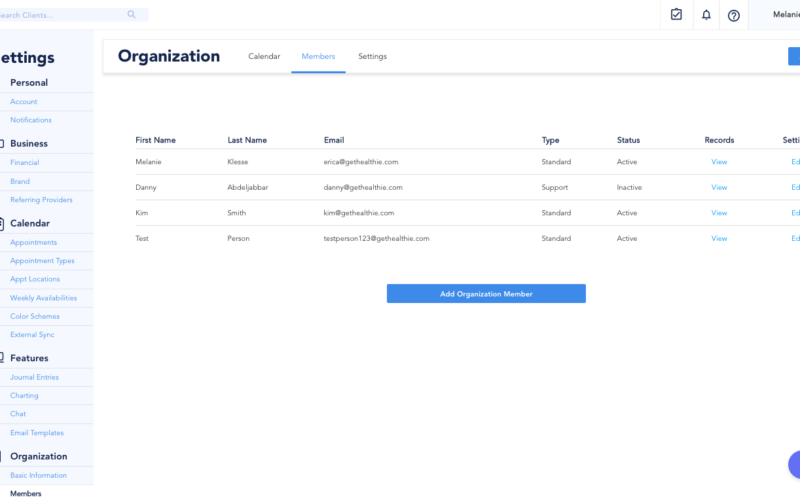 Search Clients...
Melanie
ettings
Personal
Account
Notifications
Business
Financial
Brand
Referring Providers
Calendar
Appointments
Appointment Types
Appt Locations
Weekly Availabilities
Color Schemes
External Sync
Features
Journal Entries
Charting
Chat
Email Templates
Organization
Basic Information
Members
Organization Calendar Members Settings
First Name Last Name Email Type Status Records Setti
Melanie Klesse erica@gethealthie.com Standard Active View Ed
Danny Abdeljabbar danny@gethealthie.com Support Inactive View Ed
Kim Smith kim@gethealthie.com Standard Active View Ed
Test Person testperson123@gethealthie.com Standard Active View Ed
Add Organization Member